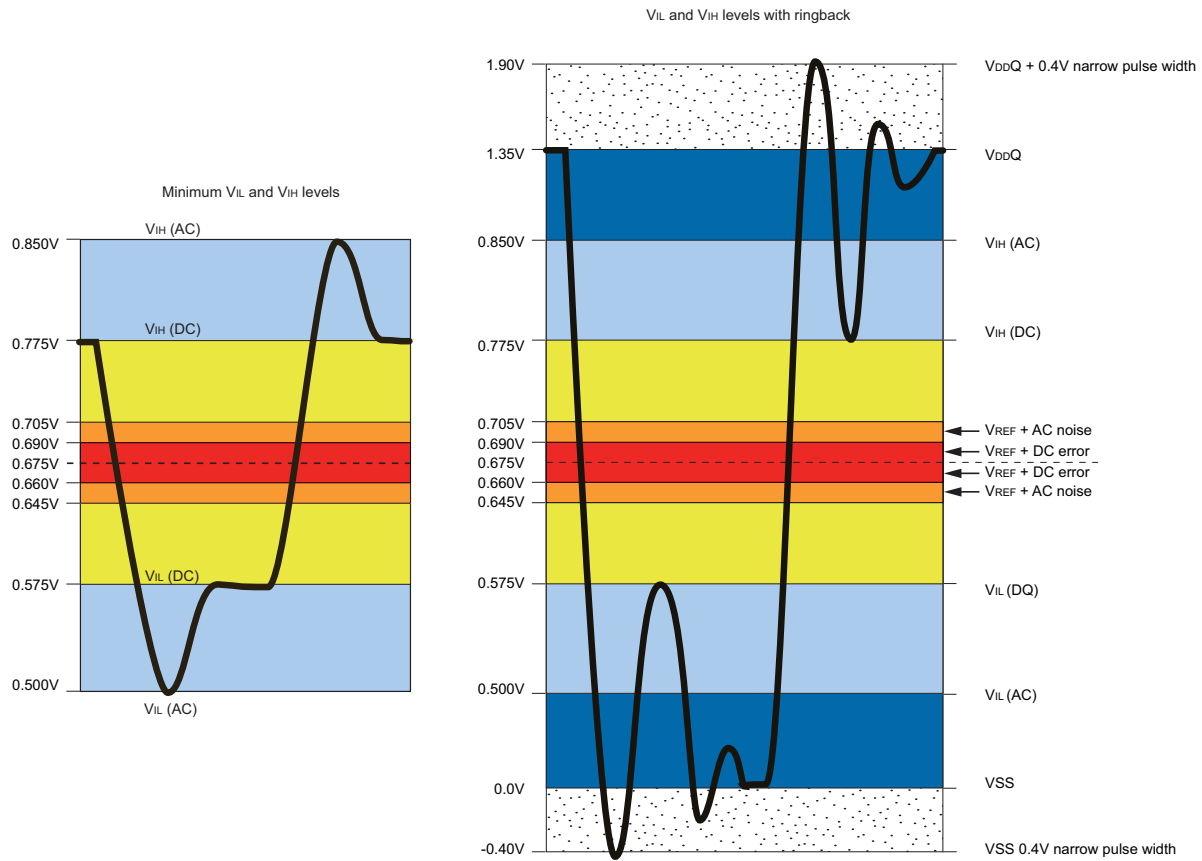 VIL and VIH levels with ringback
1.90V
VDDQ + 0.4V narrow pulse width
1.35V
VDDQ
Minimum VIL and VIH levels
0.850V
VIH (AC)
0.850V
VIH (AC)
0.775V
VIH (DC)
0.775V
VIH (DC)
0.705V
0.690V
0.675V
0.660V
0.645V
0.705V
0.690V
0.675V
0.660V
0.645V
VREF + AC noise
VREF + DC error
VREF + DC error
VREF + AC noise
0.575V
VIL (DC)
0.575V
VIL (DQ)
0.500V
VIL (AC)
0.500V
VIL (AC)
0.0V
VSS
-0.40V
VSS 0.4V narrow pulse width